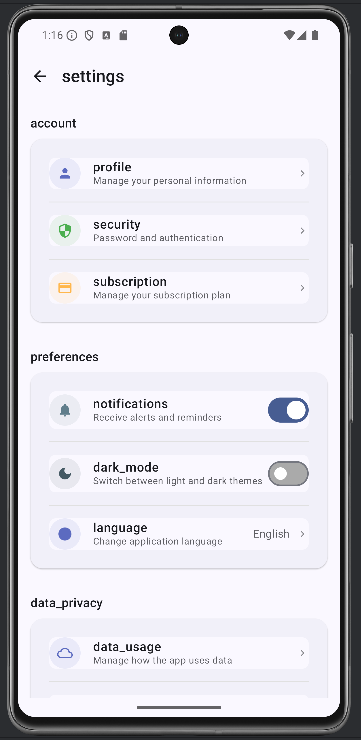 1:16
settings
account
profile
Manage your personal information
security
Password and authentication
subscription
Manage your subscription plan
preferences
notifications
Receive alerts and reminders
dark_mode
Switch between light and dark themes
language
Change application language
English
data_privacy
data_usage
Manage how the app uses data